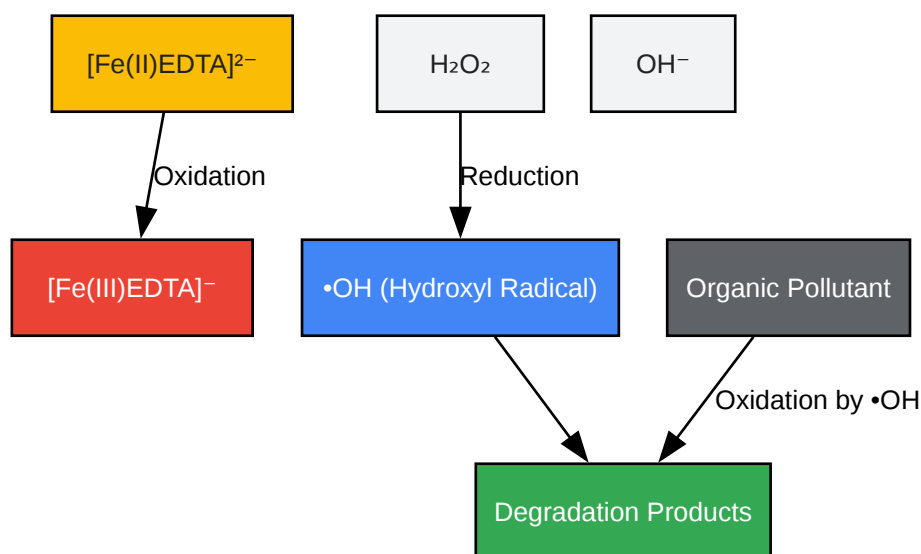 [Fe(II)EDTA]²⁻
H₂O₂
OH⁻
Oxidation
Reduction
[Fe(III)EDTA]⁻
•OH (Hydroxyl Radical)
Organic Pollutant
Oxidation by •OH
Degradation Products